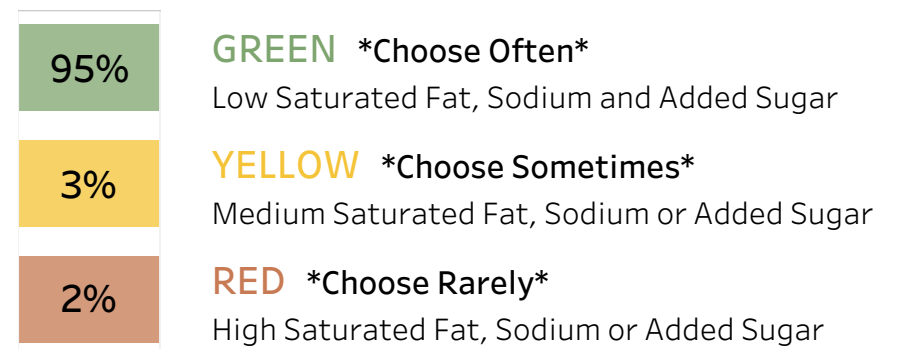 95%
GREEN *Choose Often*
Low Saturated Fat, Sodium and Added Sugar
3%
YELLOW *Choose Sometimes*
Medium Saturated Fat, Sodium or Added Sugar
2%
RED *Choose Rarely*
High Saturated Fat, Sodium or Added Sugar